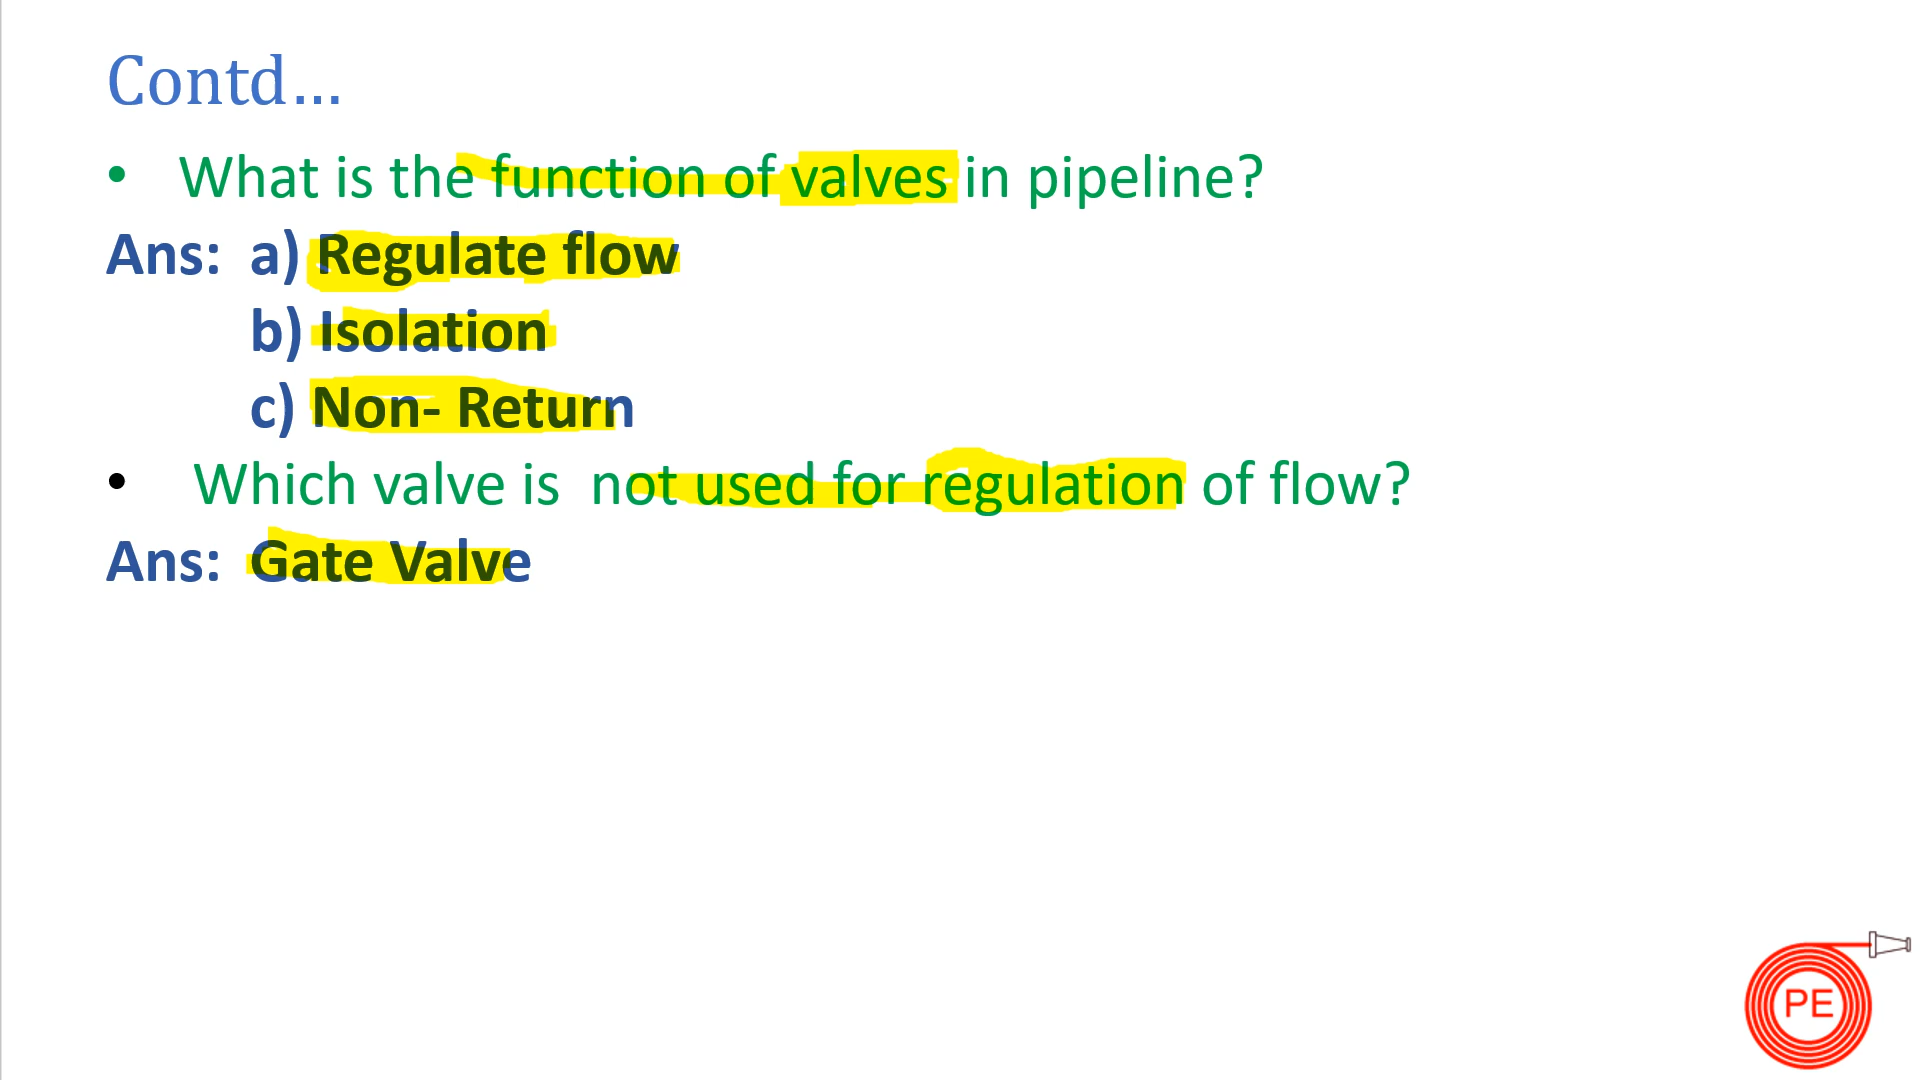 Contd...
• What is the function of valves in pipeline?
Ans: a) Regulate flow
b) Isolation
c) Non- Return
• Which valve is not used for regulation of flow?
Ans: Gate Valve
PE